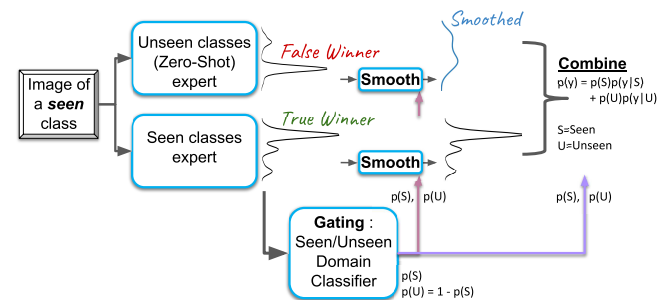 Image of
a seen
class
Unseen classes
(Zero-Shot)
expert
False Winner
Smooth
Smoothed
Combine
p(y) = p(S)p(y|S)
+ p(U)p(y|U)
S=Seen
U=Unseen
Seen classes
expert
True Winner
Smooth
p(S), p(U)
p(S), p(U)
Gating :
Seen/Unseen
Domain
Classifier
p(S)
p(U) = 1 - p(S)